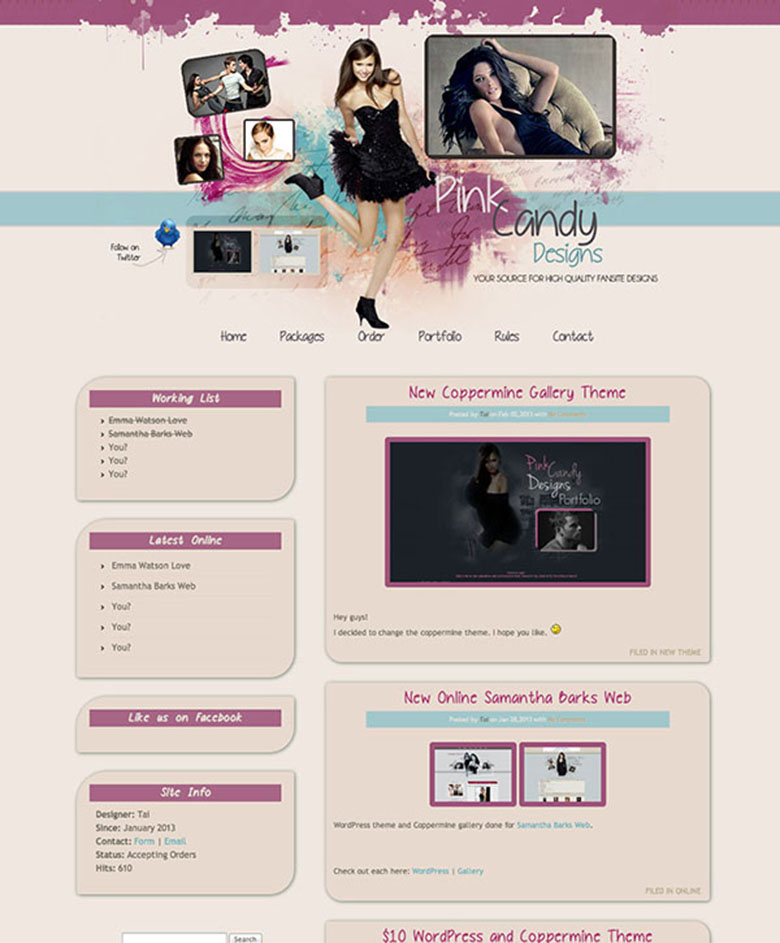 Pink
Candy
Designs
YOUR SOURCE FOR HIGH QUALITY FANSITE DESIGNS
Follow on
Twitter
Home Packages Order Portfolio Rules Contact
Working List
Emma Watson Love
Samantha Barks Web
You?
You?
You?
Latest Online
Emma Watson Love
Samantha Barks Web
You?
You?
You?
Like us on Facebook
Site Info
Designer: Tai
Since: January 2013
Contact: Form | Email
Status: Accepting Orders
Hits: 610
Search
New Coppermine Gallery Theme
Posted by Tai on Feb 02, 2013 with No Comments
Pink
Candy
Designs
Portfolio
Hey guys!
I decided to change the coppermine theme. I hope you like.
FILED IN NEW THEME
New Online Samantha Barks Web
Posted by Tai on Jan 28, 2013 with No Comments
WordPress theme and Coppermine gallery done for Samantha Barks Web.
Check out each here: WordPress | Gallery
FILED IN ONLINE
$10 WordPress and Coppermine Theme